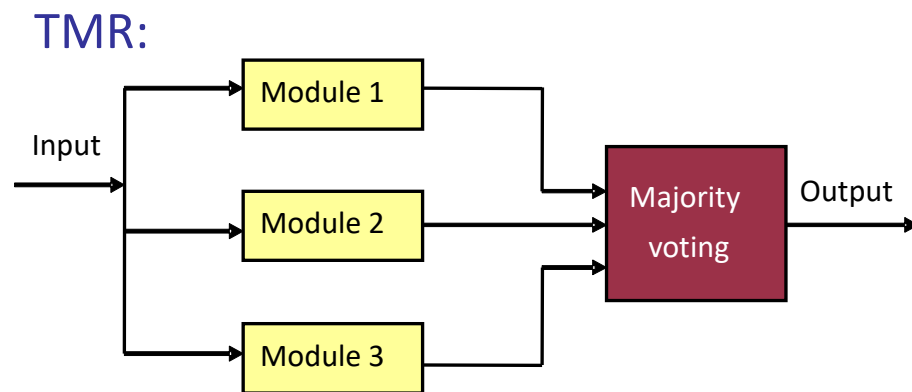 TMR:
Module 1
Input
Module 2
Majority
voting
Output
Module 3